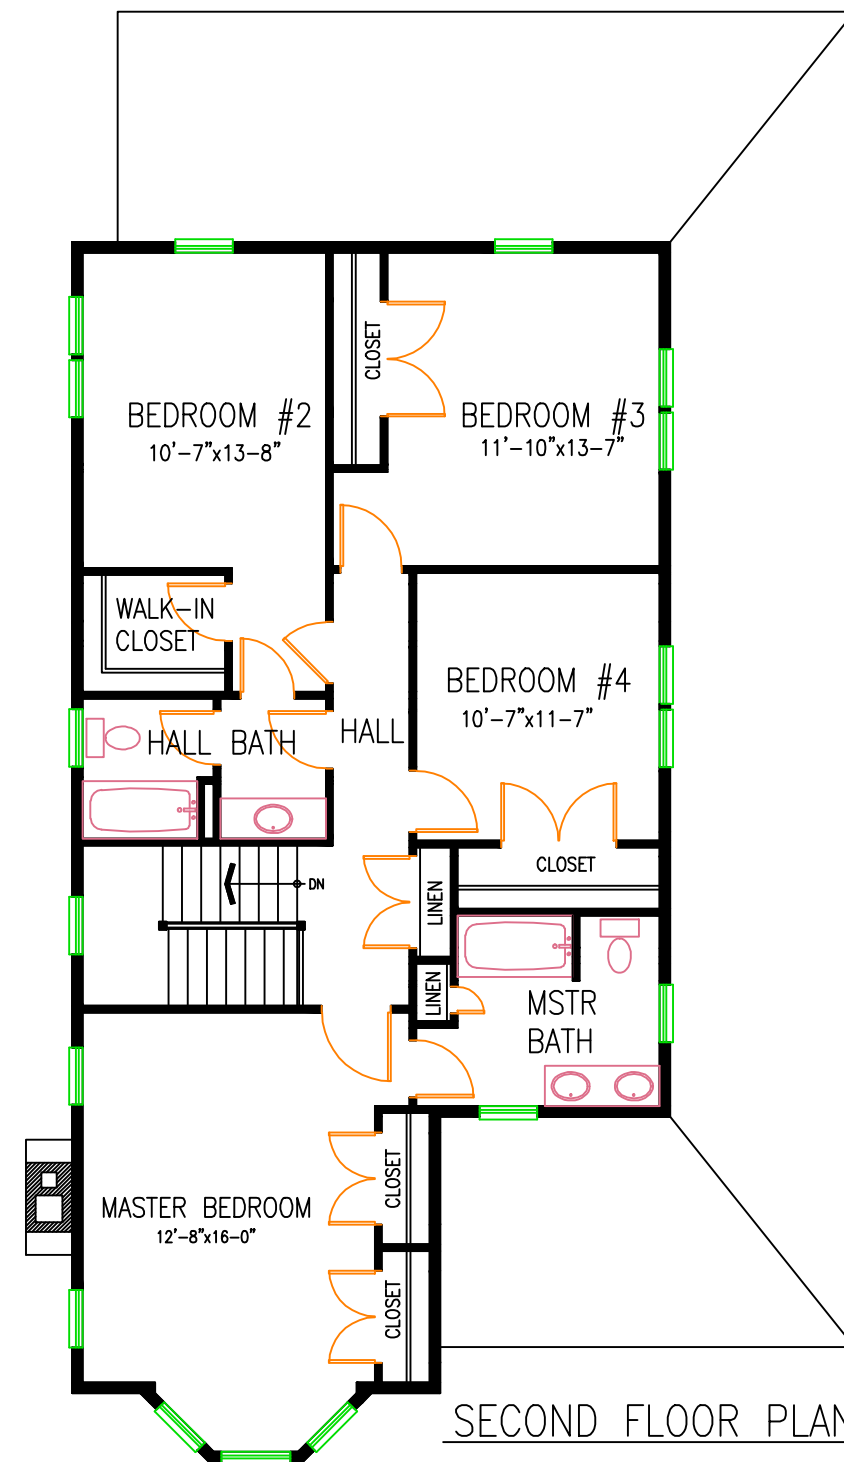 CLOSET
BEDROOM #2
10'-7"x13-8"
BEDROOM #3
11'-10"x13-7"
WALK-IN
CLOSET
BEDROOM #4
10'-7"x11-7"
HALL BATH
HALL
CLOSET
DN
LINEN
LINEN
MSTR
BATH
CLOSET
MASTER BEDROOM
12'-8"x16-0"
CLOSET
SECOND FLOOR PLAN